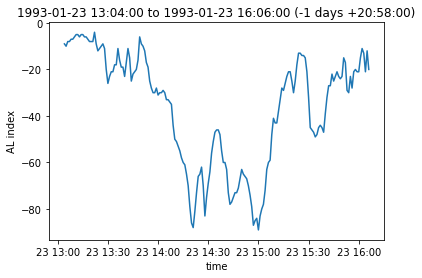 1993-01-23 13:04:00 to 1993-01-23 16:06:00 (-1 days +20:58:00)
0
−20
−40
−60
−80
AL index
23 13:00 23 13:30 23 14:00 23 14:30 23 15:00 23 15:30 23 16:00
time